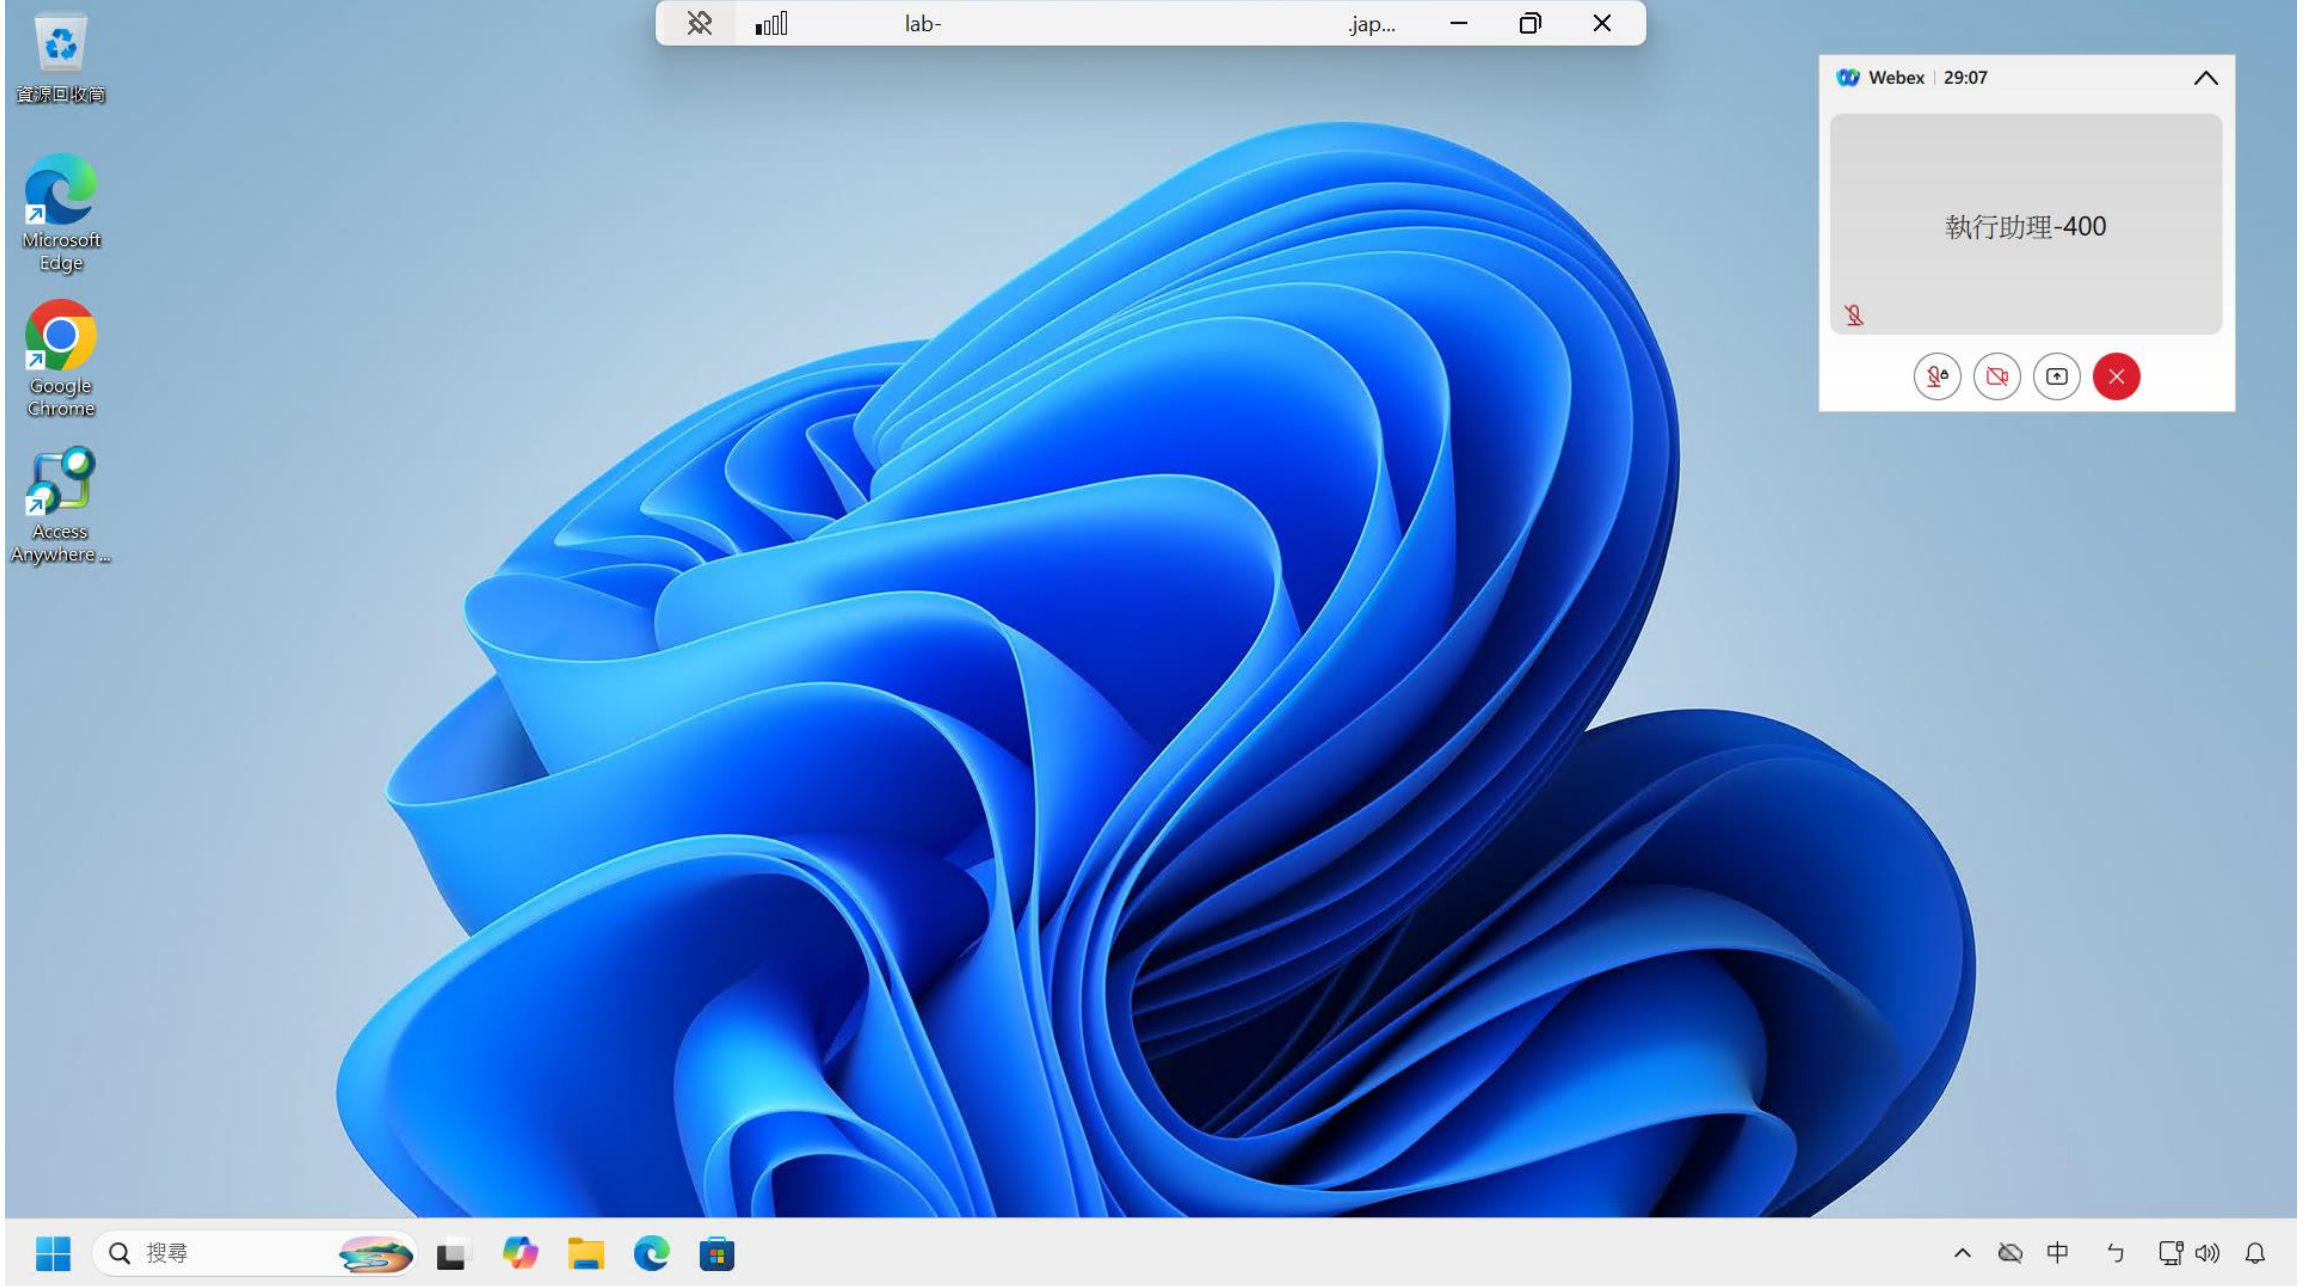 lab-
.jap...
資源回收筒
Microsoft
Edge
Google
Chrome
Access
Anywhere ...
Webex | 29:07
執行助理-400
搜尋
中
ㄅ